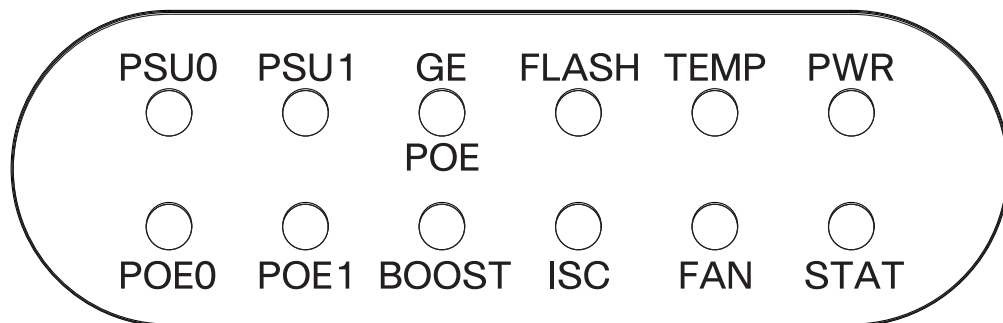 PSU0 PSU1 GE FLASH TEMP PWR
POE
POE0 POE1 BOOST ISC FAN STAT